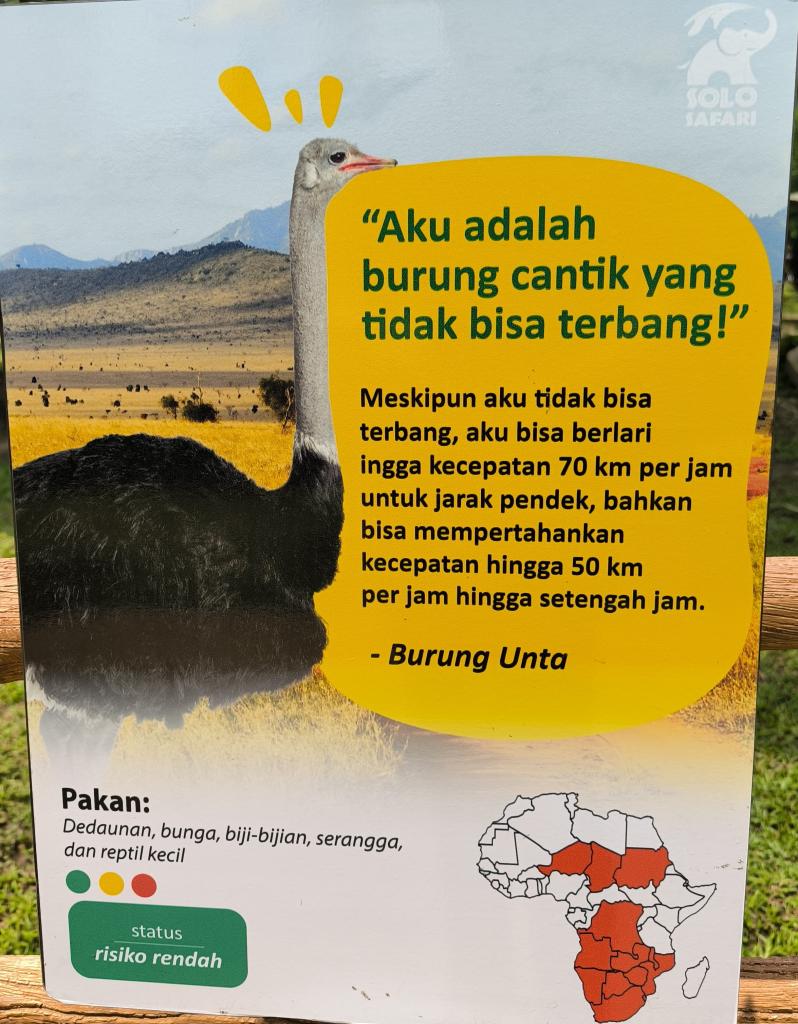 SOLO
SAFARI
“Aku adalah
burung cantik yang
tidak bisa terbang!”
Meskipun aku tidak bisa
terbang, aku bisa berlari
ingga kecepatan 70 km per jam
untuk jarak pendek, bahkan
bisa mempertahankan
kecepatan hingga 50 km
per jam hingga setengah jam.
- Burung Unta
Pakan:
Dedaunan, bunga, biji-bijian, serangga,
dan reptil kecil
status
risiko rendah